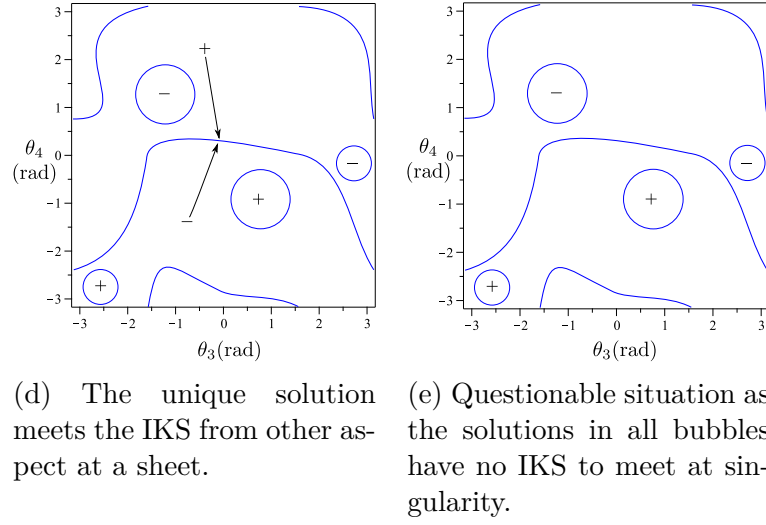 3
2
1
0
−1
−2
−3
θ4
(rad)
+
−
−
+
−
+
−3 −2 −1 0 1 2 3
θ3(rad)
3
2
1
0
−1
−2
−3
θ4
(rad)
−
−
+
+
−3 −2 −1 0 1 2 3
θ3(rad)
(d) The unique solution
meets the IKS from other as-
pect at a sheet.
(e) Questionable situation as
the solutions in all bubbles
have no IKS to meet at sin-
gularity.